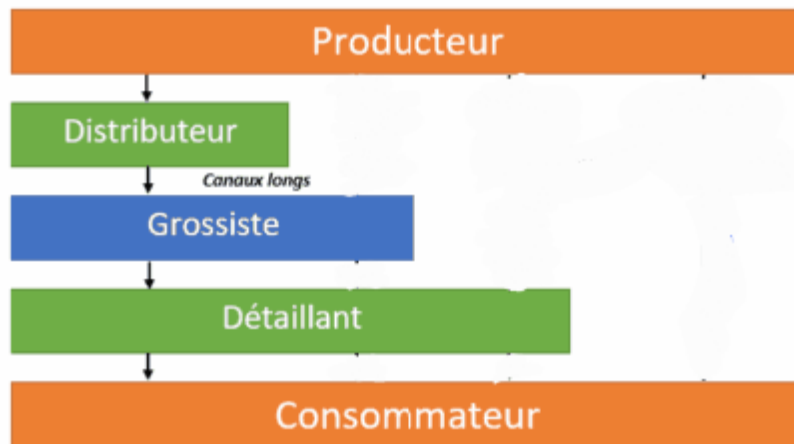 Producteur
Distributeur
Canaux longs
Grossiste
Détaillant
Consommateur